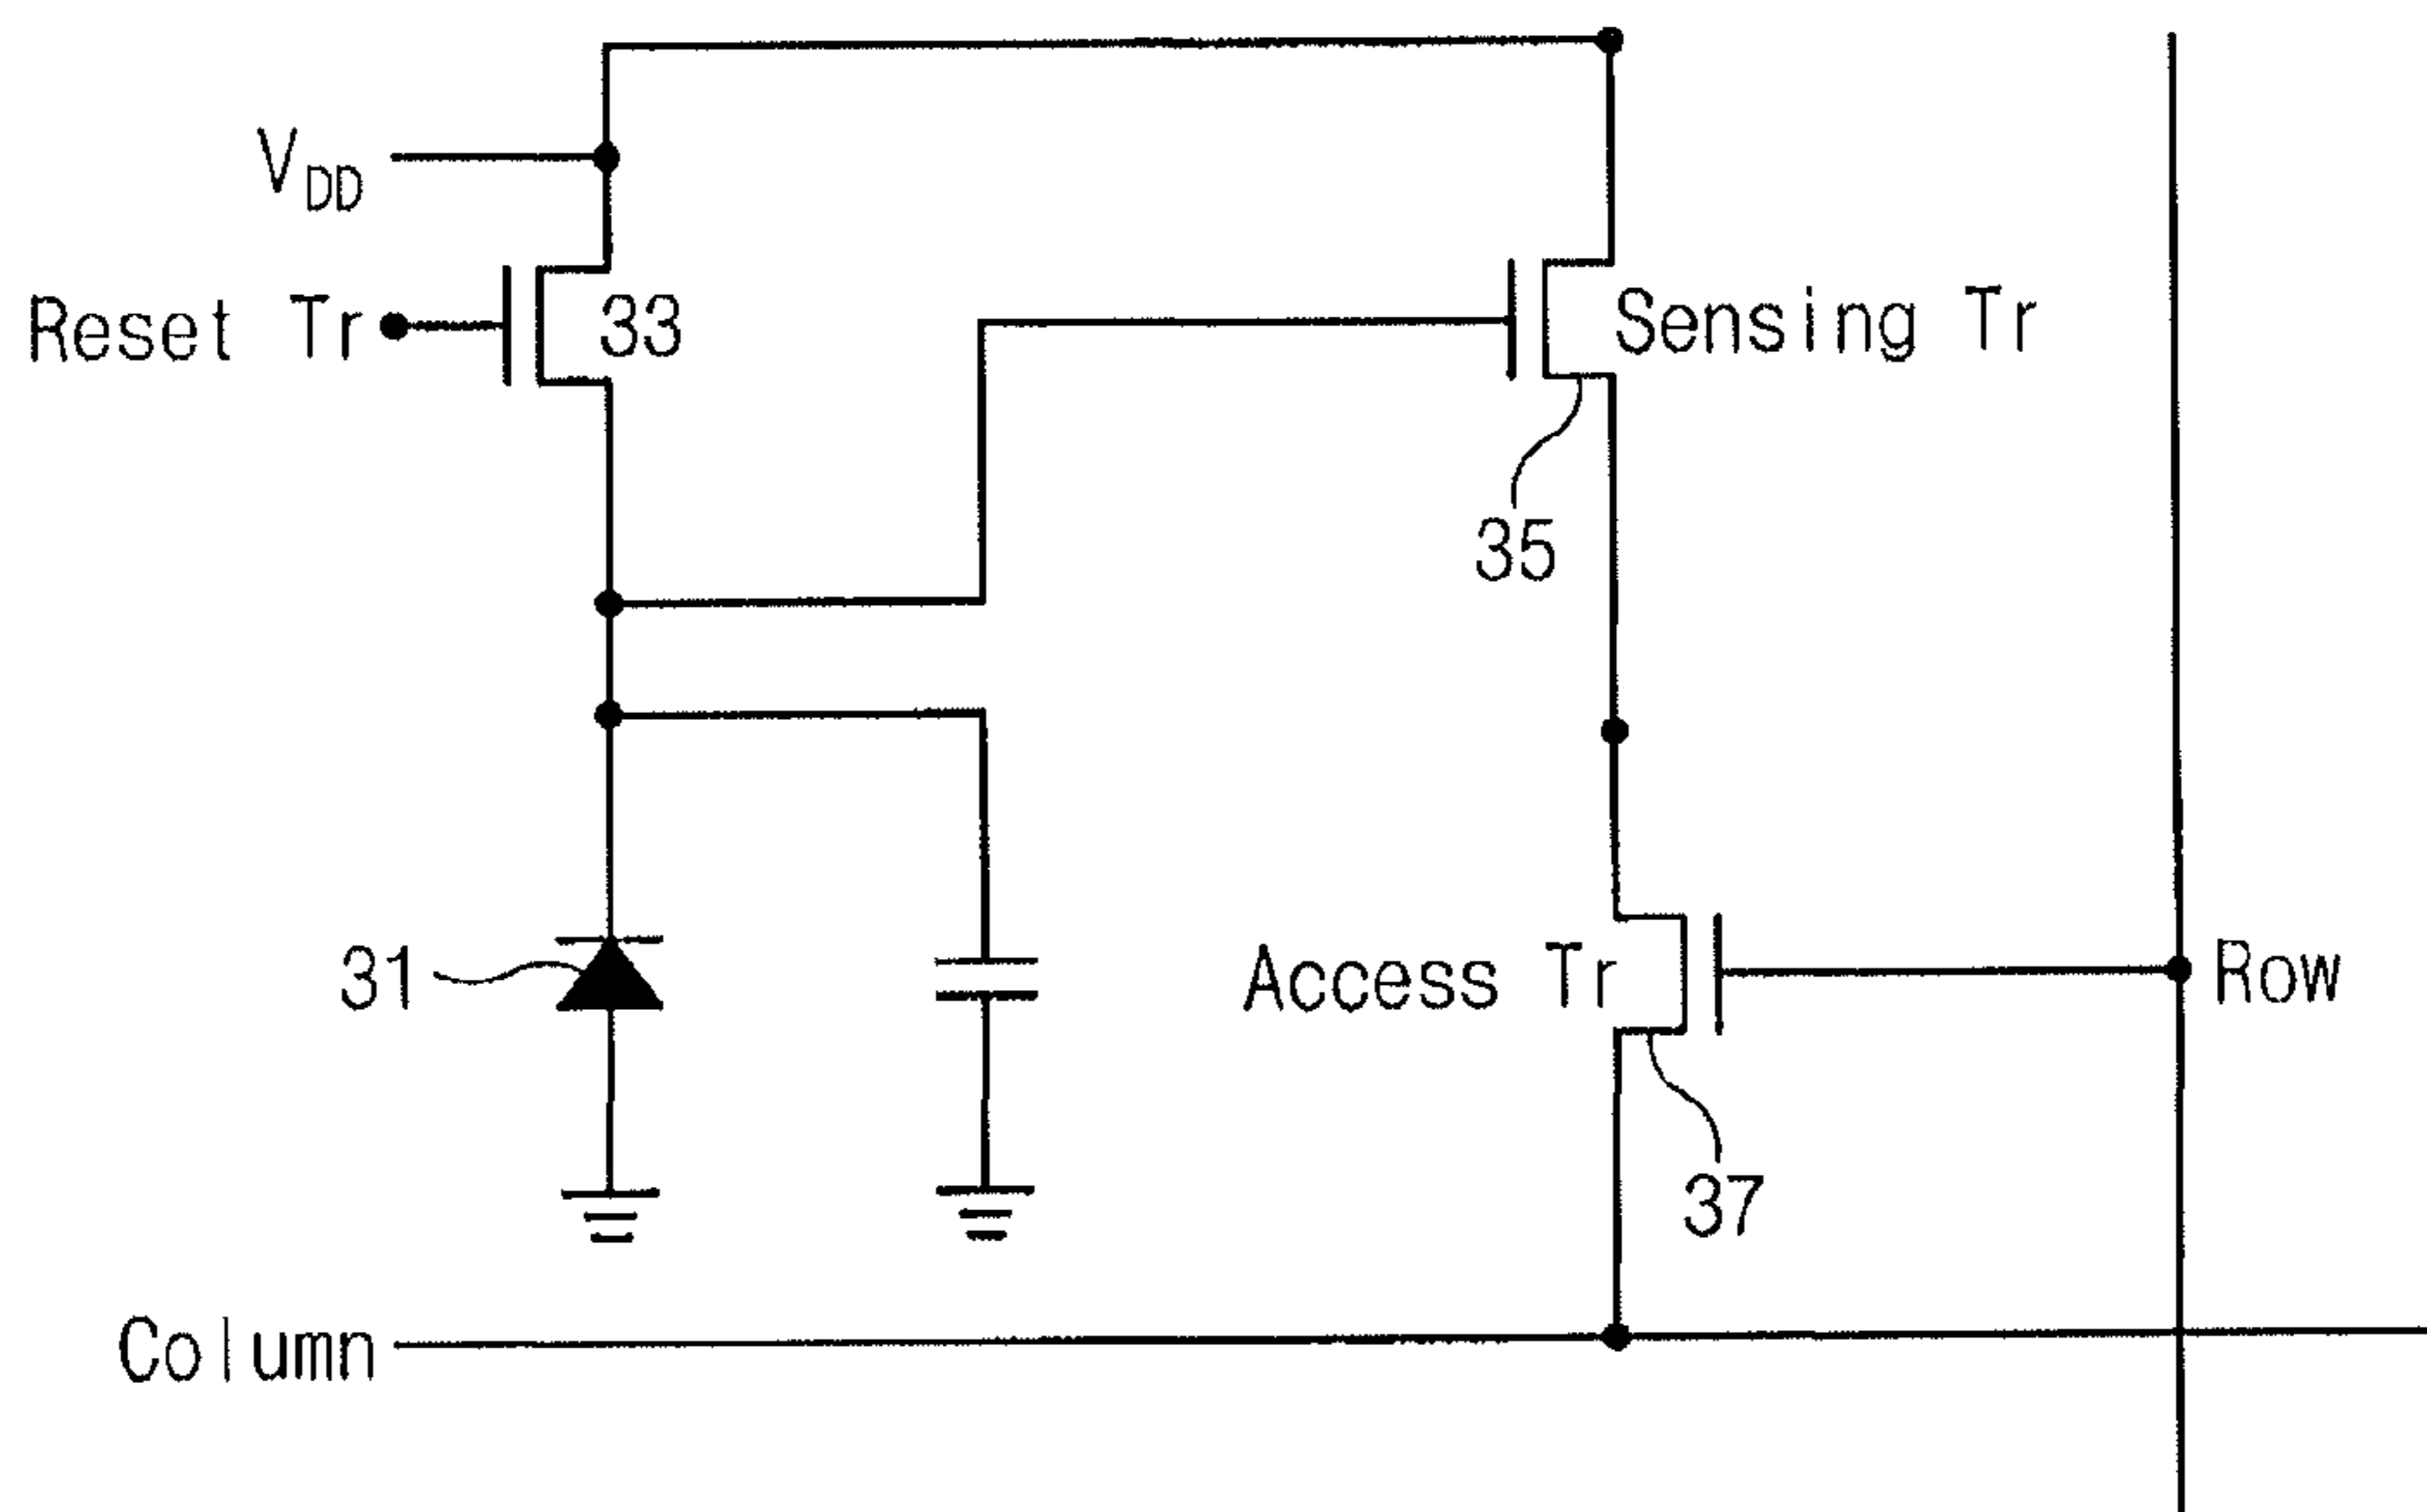 VDD
Reset Tr
33
Sensing Tr
35
31
Access Tr
Row
37
Column